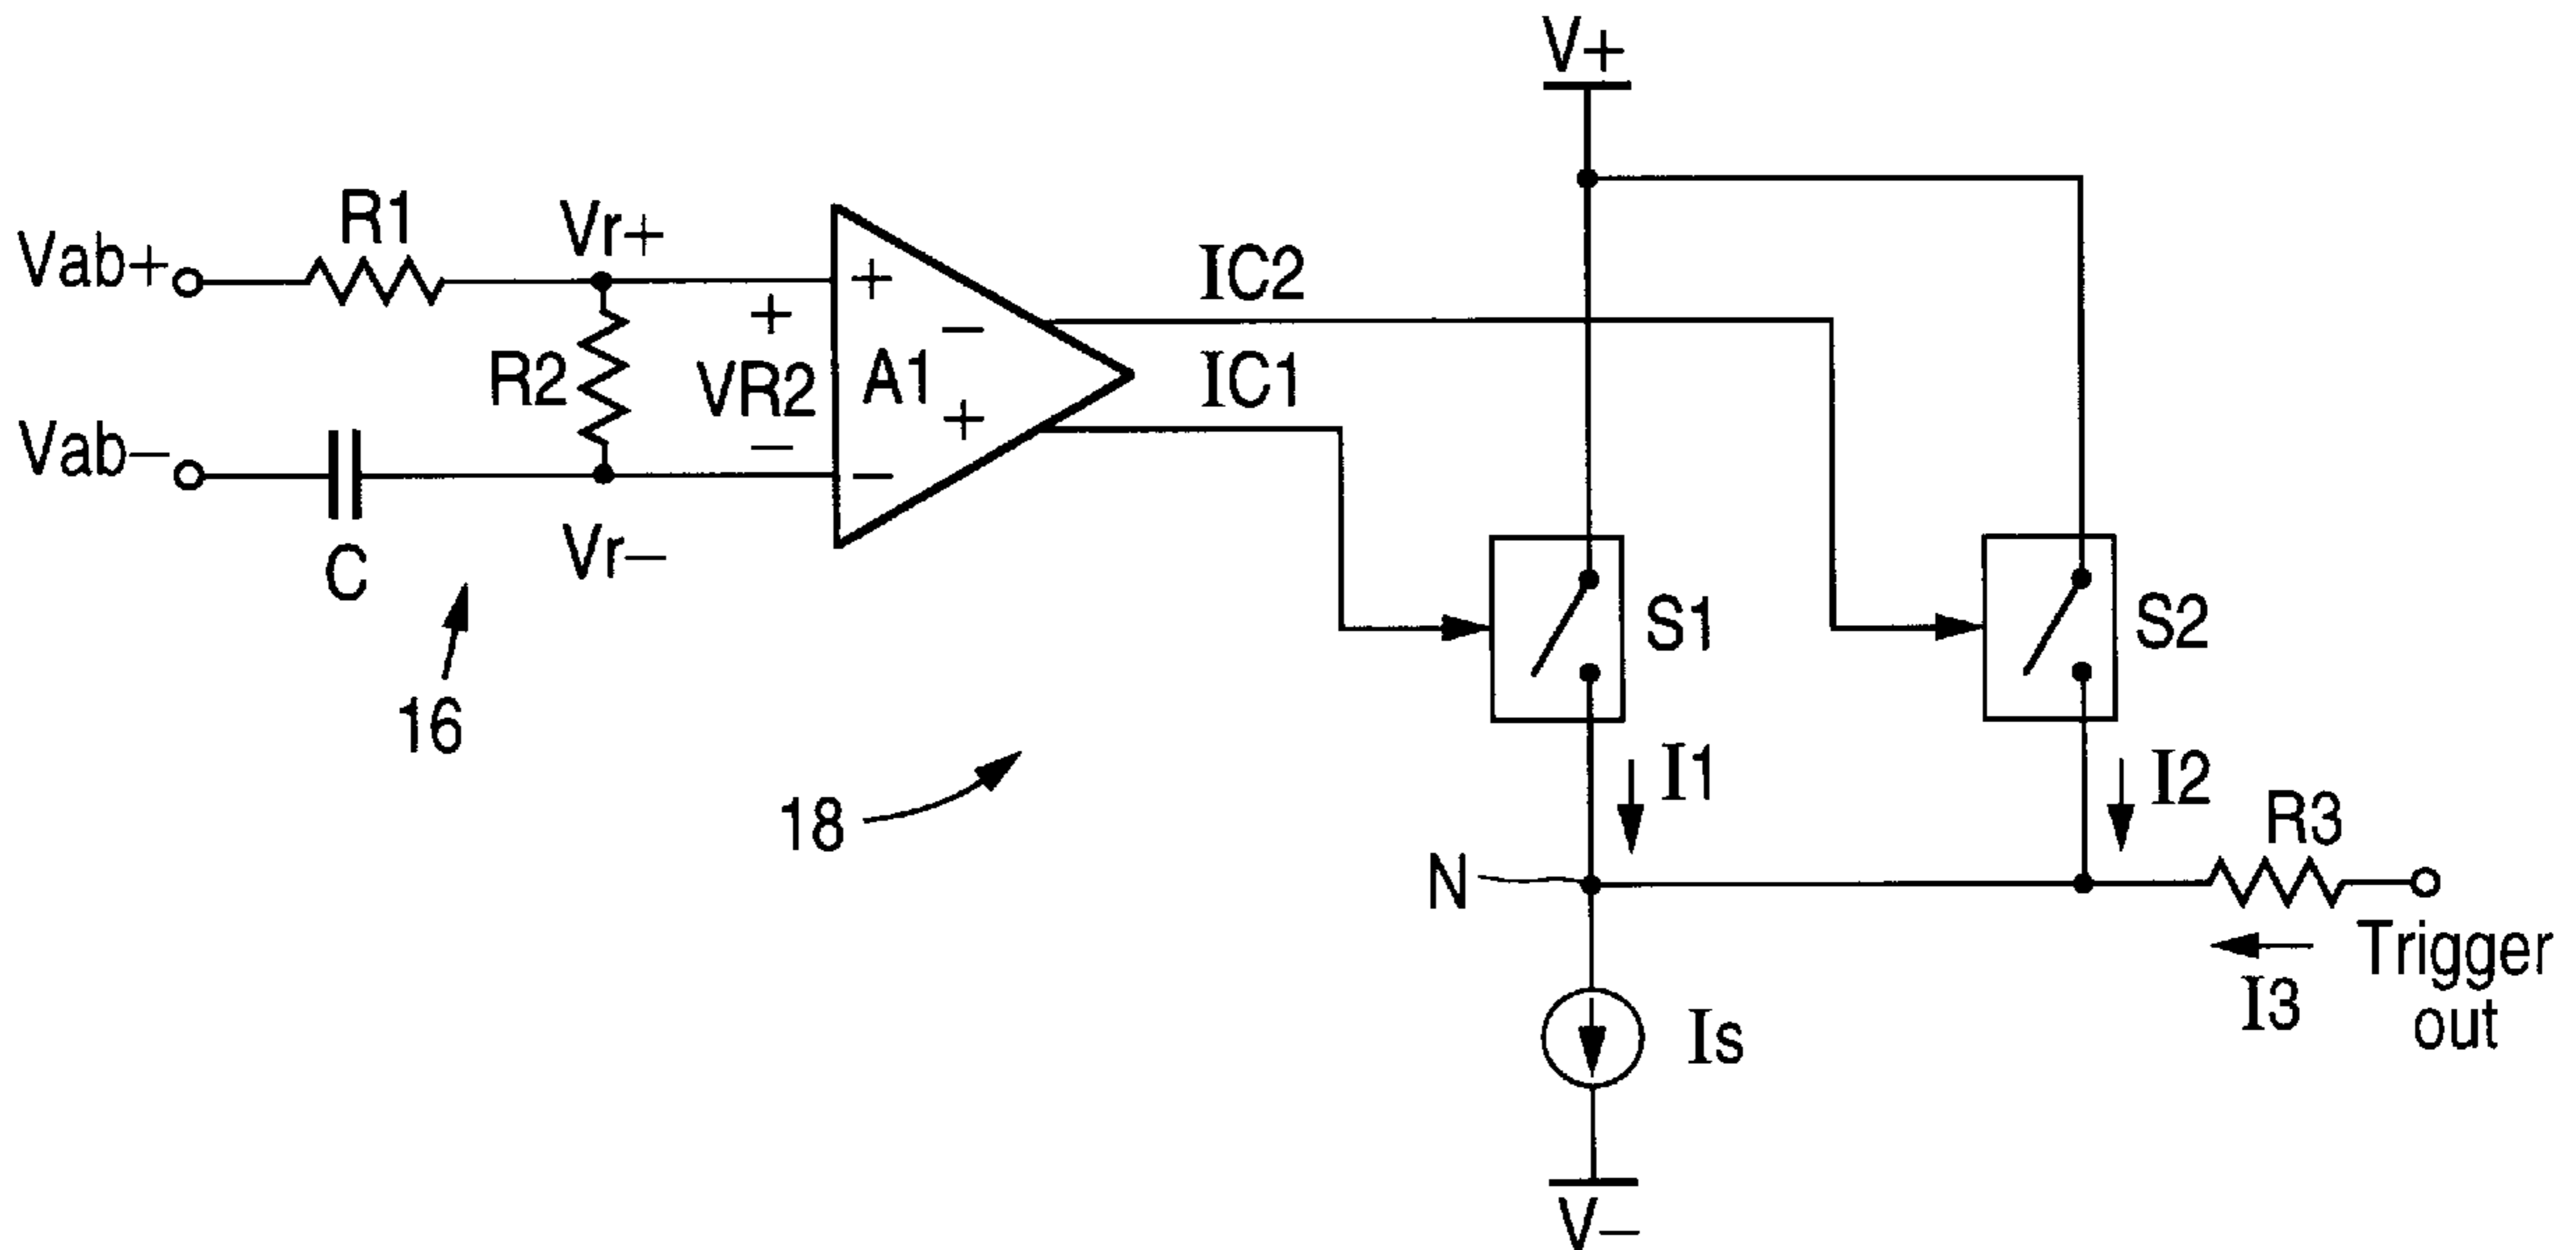 V+
R1
Vr+
Vab+
+
IC2
+
−
R2
VR2
A1
IC1
+
Vab−
−
−
C
Vr−
S1
S2
16
I1
I2
18
R3
N
Trigger
out
I3
Is
V−